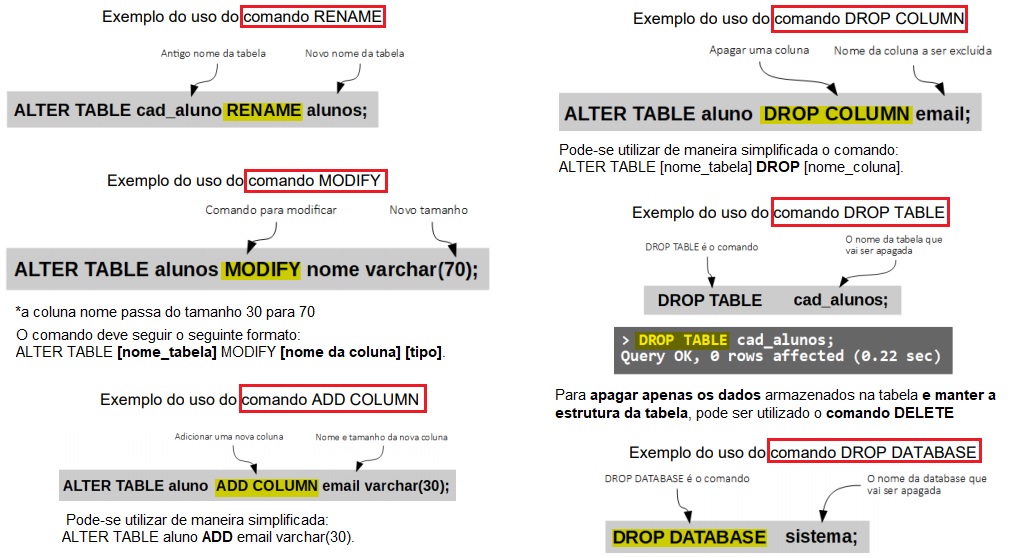 Exemplo do uso do comando RENAME
Antigo nome da tabela
Novo nome da tabela
ALTER TABLE cad_aluno RENAME alunos;
Exemplo do uso do comando MODIFY
Comando para modificar
Novo tamanho
ALTER TABLE alunos MODIFY nome varchar(70);
*a coluna nome passa do tamanho 30 para 70
O comando deve seguir o seguinte formato:
ALTER TABLE [nome_tabela] MODIFY [nome da coluna] [tipo].
Exemplo do uso do comando ADD COLUMN
Adicionar uma nova coluna
Nome e tamanho da nova coluna
ALTER TABLE aluno ADD COLUMN email varchar(30);
Pode-se utilizar de maneira simplificada:
ALTER TABLE aluno ADD email varchar(30).
Exemplo do uso do comando DROP COLUMN
Apagar uma coluna
Nome da coluna a ser excluída
ALTER TABLE aluno DROP COLUMN email;
Pode-se utilizar de maneira simplificada o comando:
ALTER TABLE [nome_tabela] DROP [nome_coluna].
Exemplo do uso do comando DROP TABLE
DROP TABLE é o comando
O nome da tabela que
vai ser apagada
DROP TABLE cad_alunos;
> DROP TABLE cad_alunos;
Query OK, 0 rows affected (0.22 sec)
Para apagar apenas os dados armazenados na tabela e manter a
estrutura da tabela, pode ser utilizado o comando DELETE
Exemplo do uso do comando DROP DATABASE
DROP DATABASE é o comando
O nome da database que
vai ser apagada
DROP DATABASE sistema;